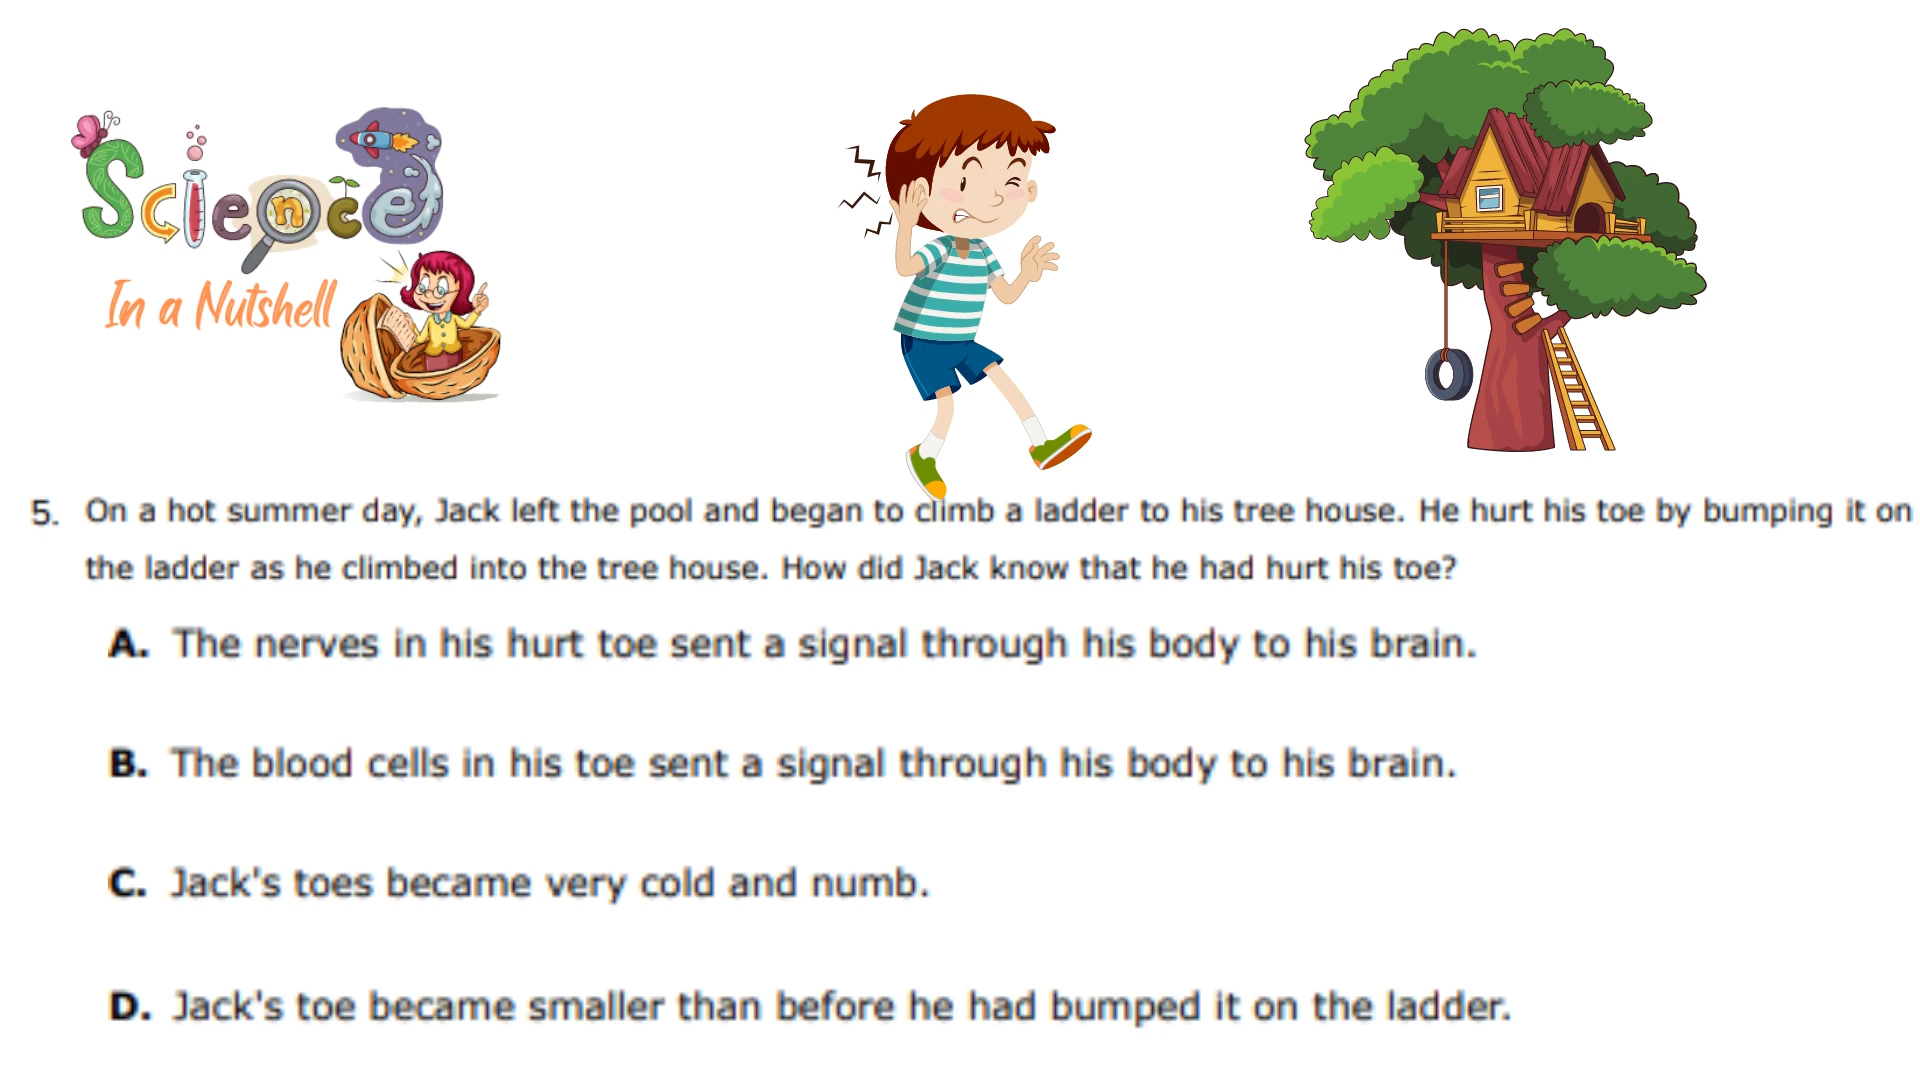 Science
In a Nutshell
5. On a hot summer day, Jack left the pool and began to climb a ladder to his tree house. He hurt his toe by bumping it on
the ladder as he climbed into the tree house. How did Jack know that he had hurt his toe?
A. The nerves in his hurt toe sent a signal through his body to his brain.
B. The blood cells in his toe sent a signal through his body to his brain.
C. Jack's toes became very cold and numb.
D. Jack's toe became smaller than before he had bumped it on the ladder.